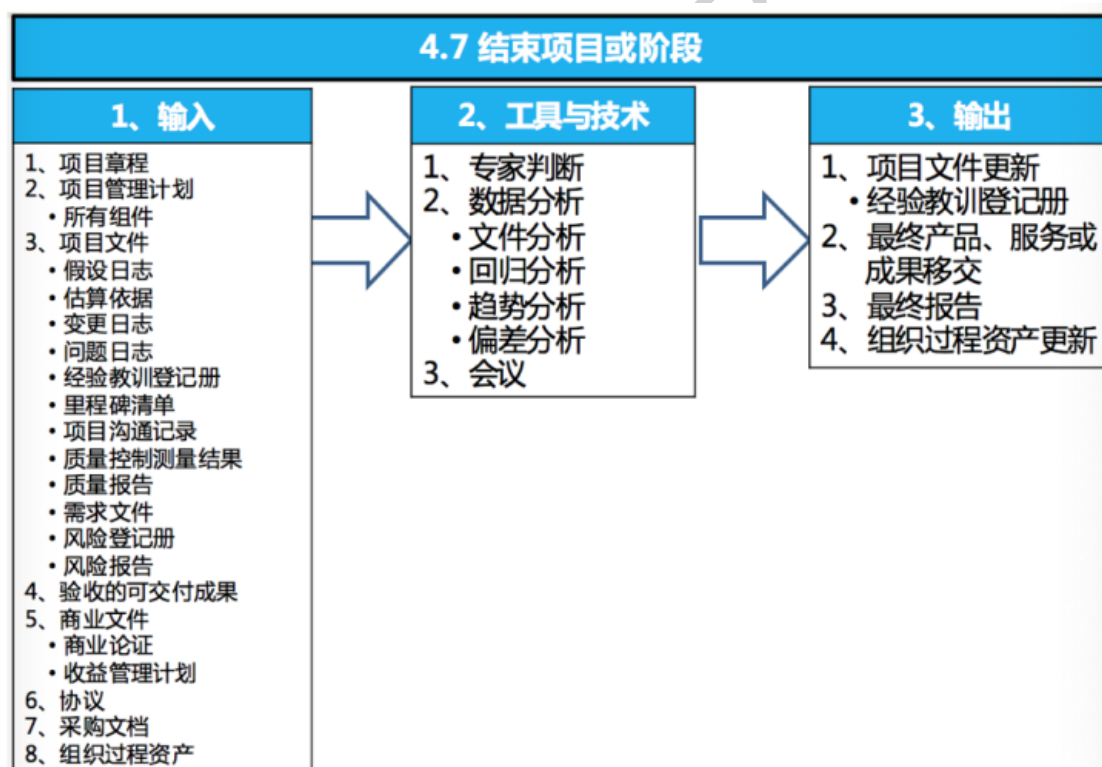 4.7 结束项目或阶段
1、输入
1、项目章程
2、项目管理计划
•所有组件
3、项目文件
•假设日志
•估算依据
•变更日志
•问题日志
•经验教训登记册
•里程碑清单
•项目沟通记录
•质量控制测量结果
•质量报告
•需求文件
•风险登记册
•风险报告
4、验收的可交付成果
5、商业文件
•商业论证
•收益管理计划
6、协议
7、采购文档
8、组织过程资产
2、工具与技术
1、专家判断
2、数据分析
•文件分析
•回归分析
•趋势分析
•偏差分析
3、会议
3、输出
1、项目文件更新
•经验教训登记册
2、最终产品、服务或
成果移交
3、最终报告
4、组织过程资产更新